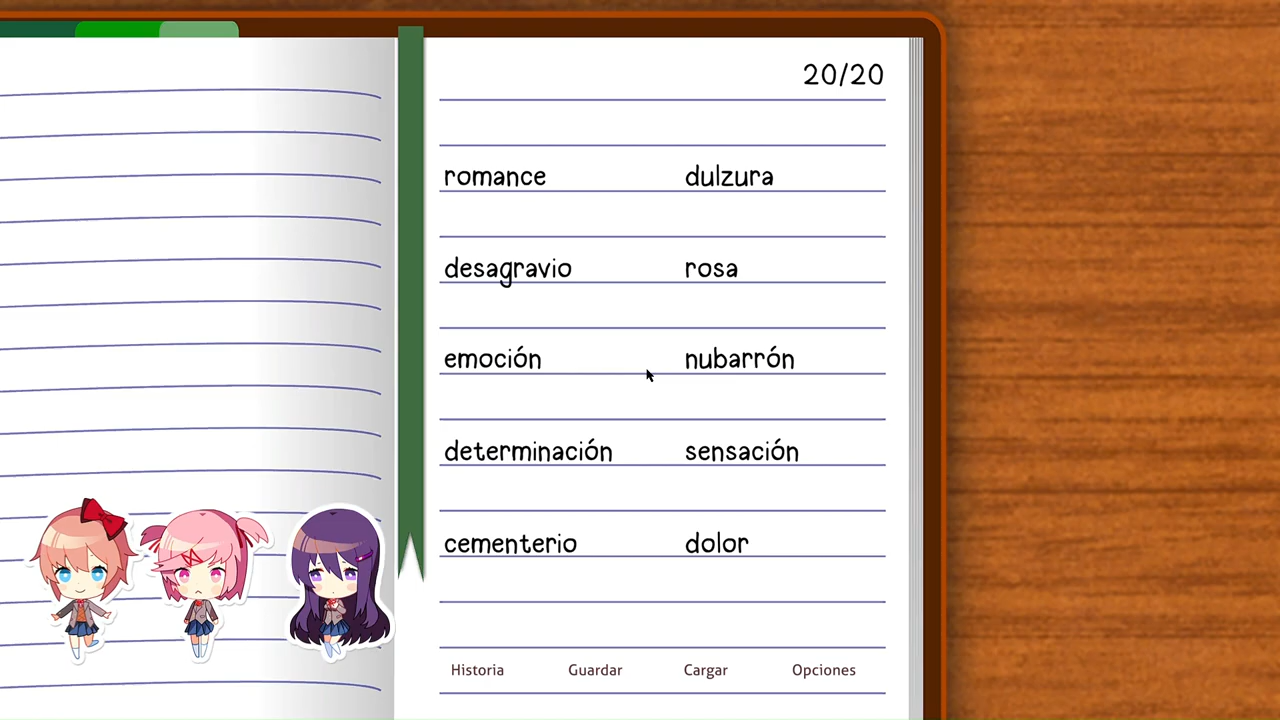 20/20
romance dulzura
desagravio rosa
emoción nubarrón
determinación sensación
cementerio dolor
Historia Guardar Cargar Opciones